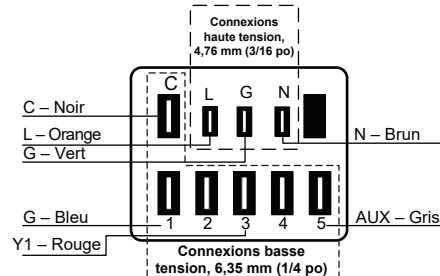 Connexions
haute tension,
4,76 mm (3/16 po)
C
L G N
C – Noir
L – Orange
G – Vert
N – Brun
1 2 3 4 5
G – Bleu
AUX – Gris
Y1 – Rouge
Connexions basse
tension, 6,35 mm (1/4 po)